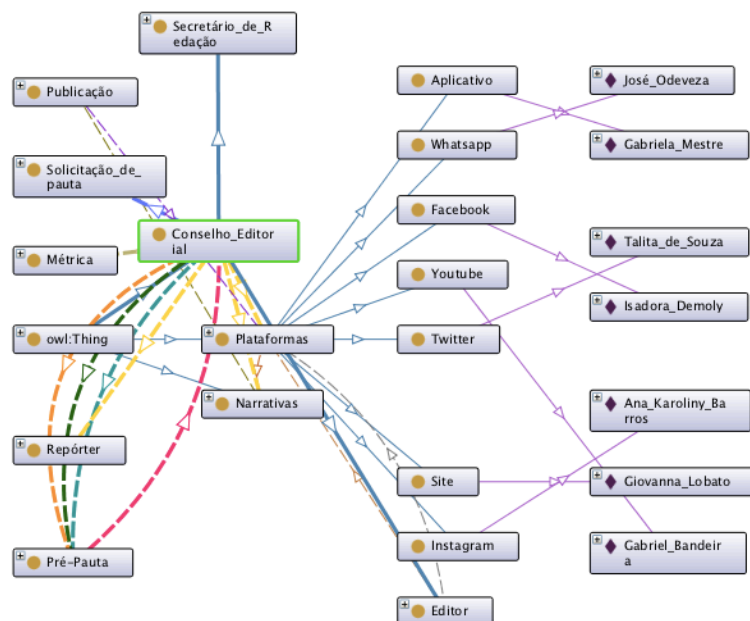 Secretário_de_R
edação
Publicação
Aplicativo
José_Odeveza
Whatsapp
Gabriela_Mestre
Solicitação_de_
pauta
Facebook
Conselho_Editor
ial
Talita_de_Souza
Métrica
Youtube
Isadora_Demoly
owl:Thing
Plataformas
Twitter
Narrativas
Ana_Karoliny_Ba
rros
Repórter
Site
Giovanna_Lobato
Pré-Pauta
Instagram
Gabriel_Bandeir
a
Editor